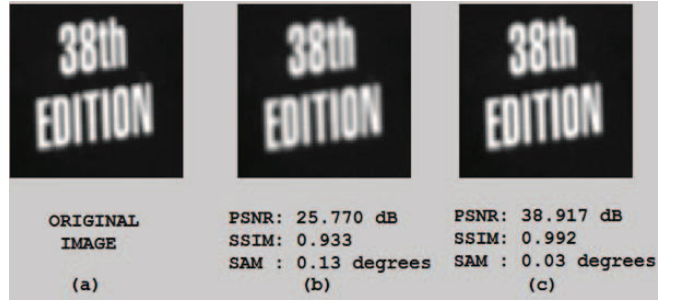 38th
EDITION
38th
EDITION
38th
EDITION
ORIGINAL
IMAGE
(a)
PSNR: 25.770 dB
SSIM: 0.933
SAM : 0.13 degrees
(b)
PSNR: 38.917 dB
SSIM: 0.992
SAM : 0.03 degrees
(c)